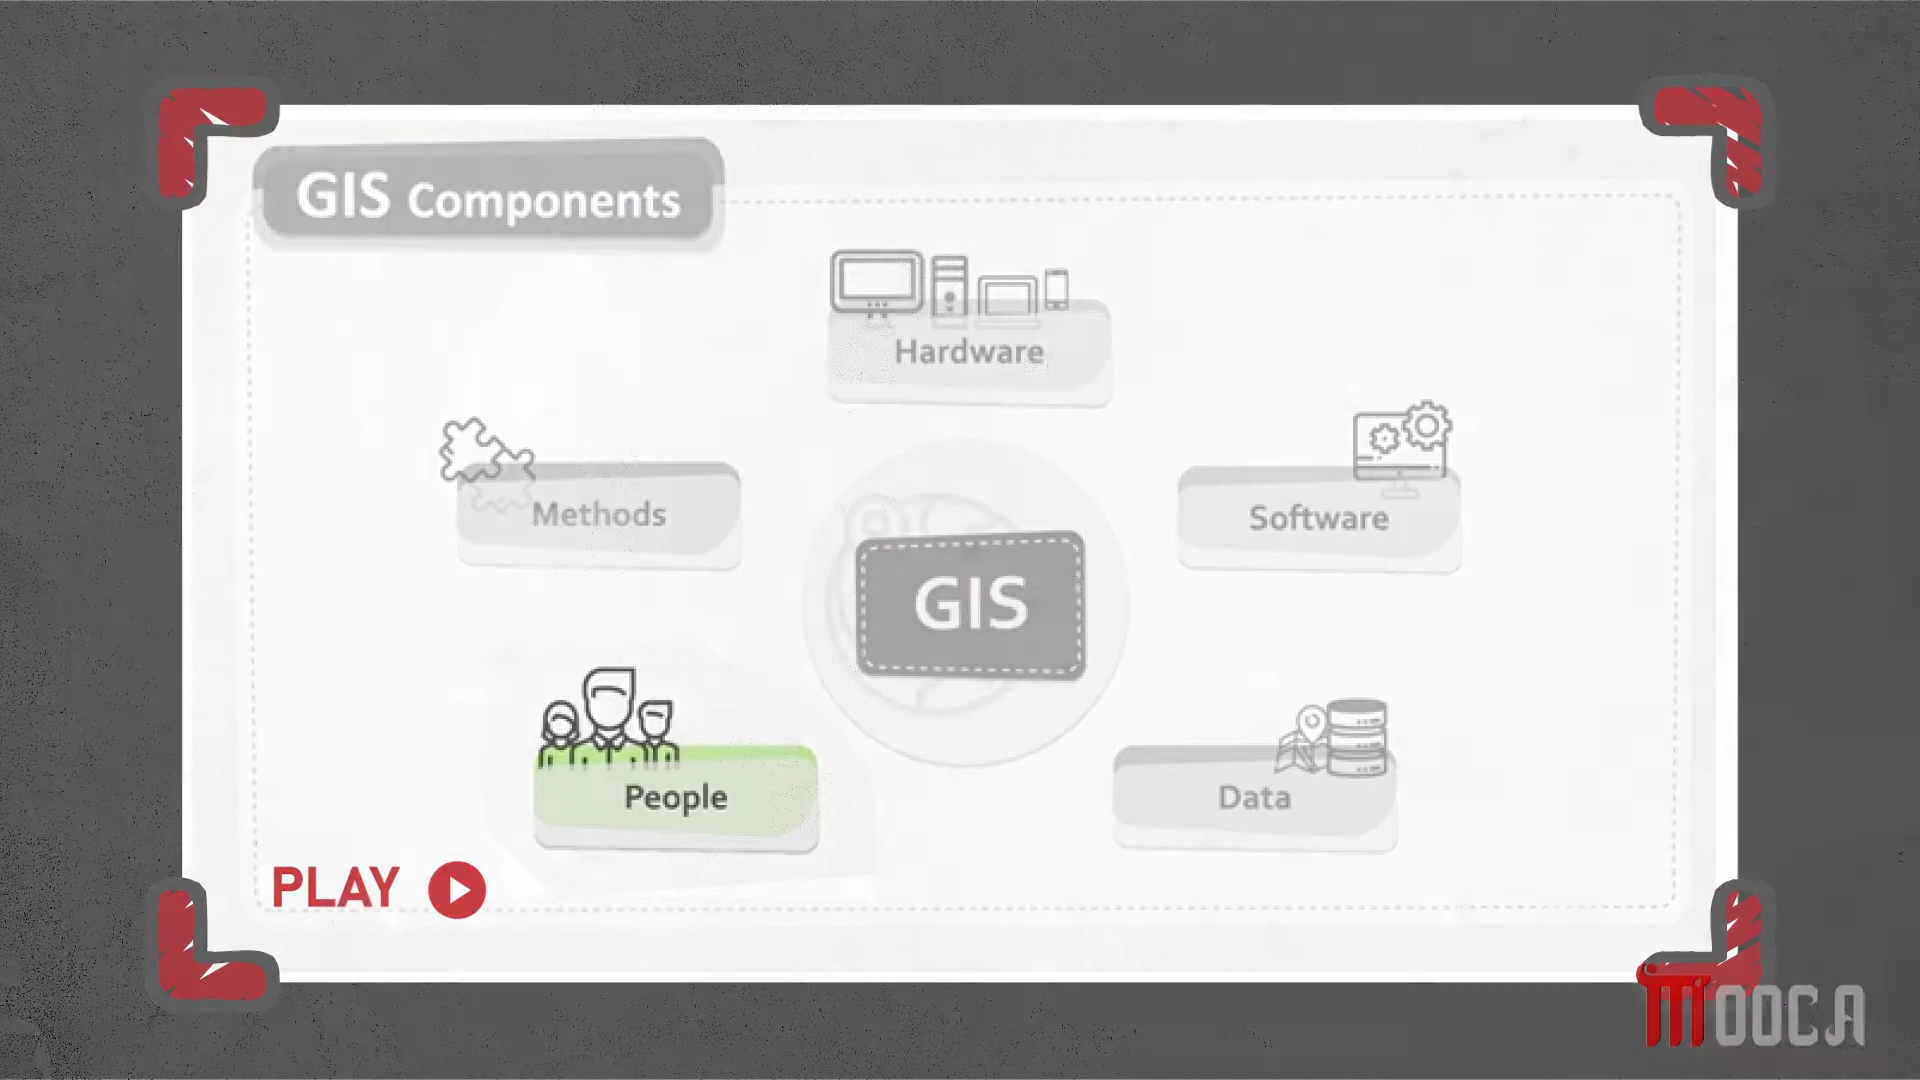 GIS Components
Hardware
Methods
Software
GIS
People
Data
PLAY
MOOCA